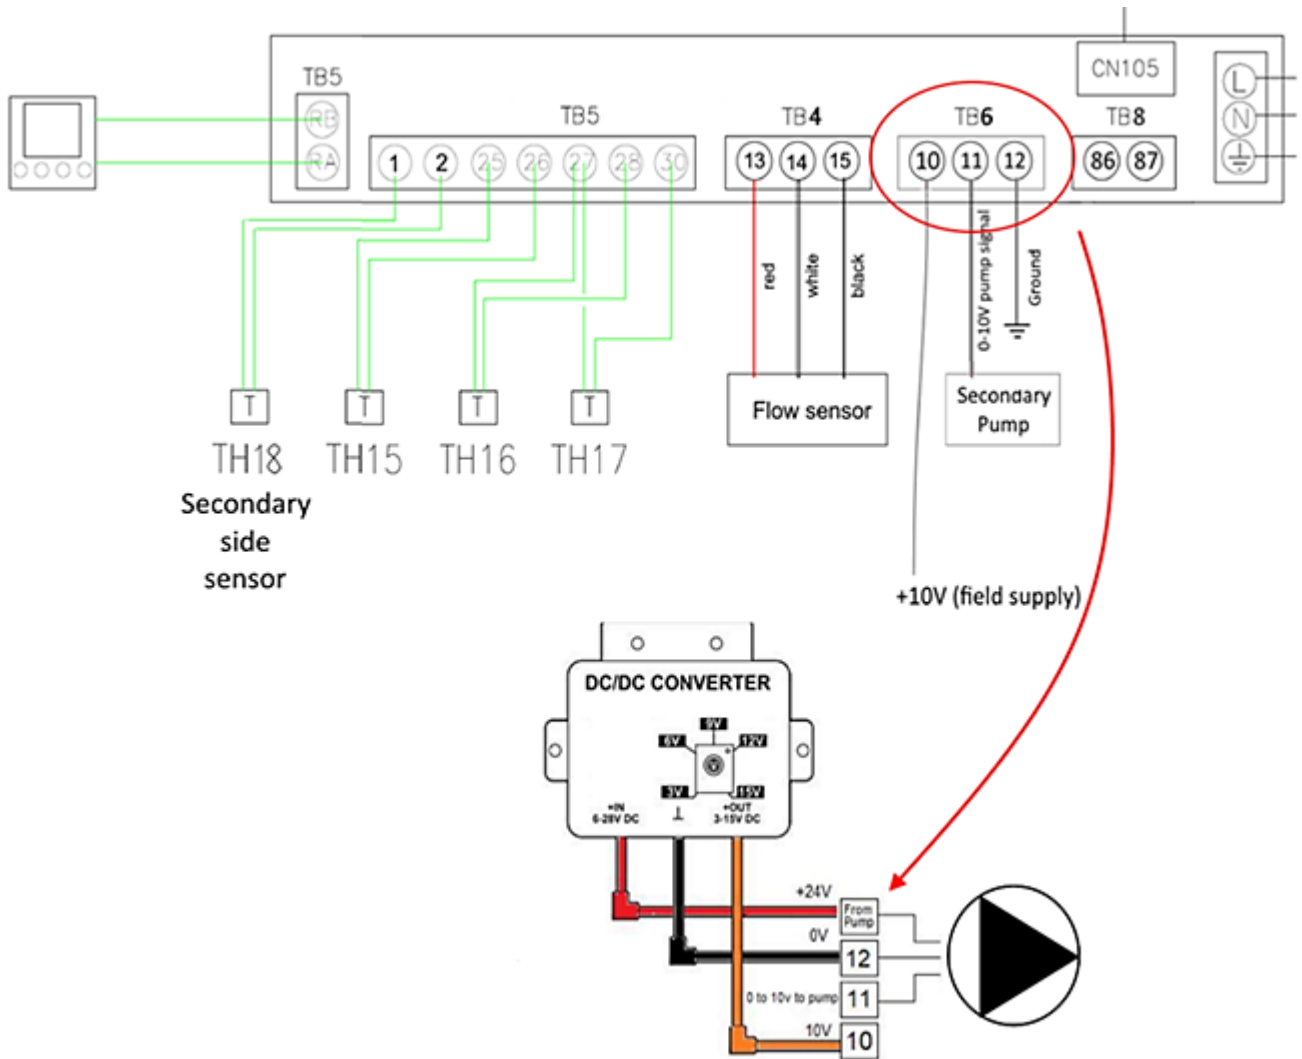 CN105
TB5
RB
RA
TB5
1 2 25 26 27 28 30
TB4
13 14 15
TB6
10 11 12
TB8
86 87
L
N
red
white
black
0-10V pump signal
Ground
T
TH18
Secondary
side
sensor
T
TH15
T
TH16
T
TH17
Flow sensor
Secondary
Pump
+10V (field supply)
DC/DC CONVERTER
9V
6V
12V
3V
15V
+IN
6-28V DC
+OUT
3-15V DC
+24V
From
Pump
0V
12
0 to 10v to pump
11
10V
10